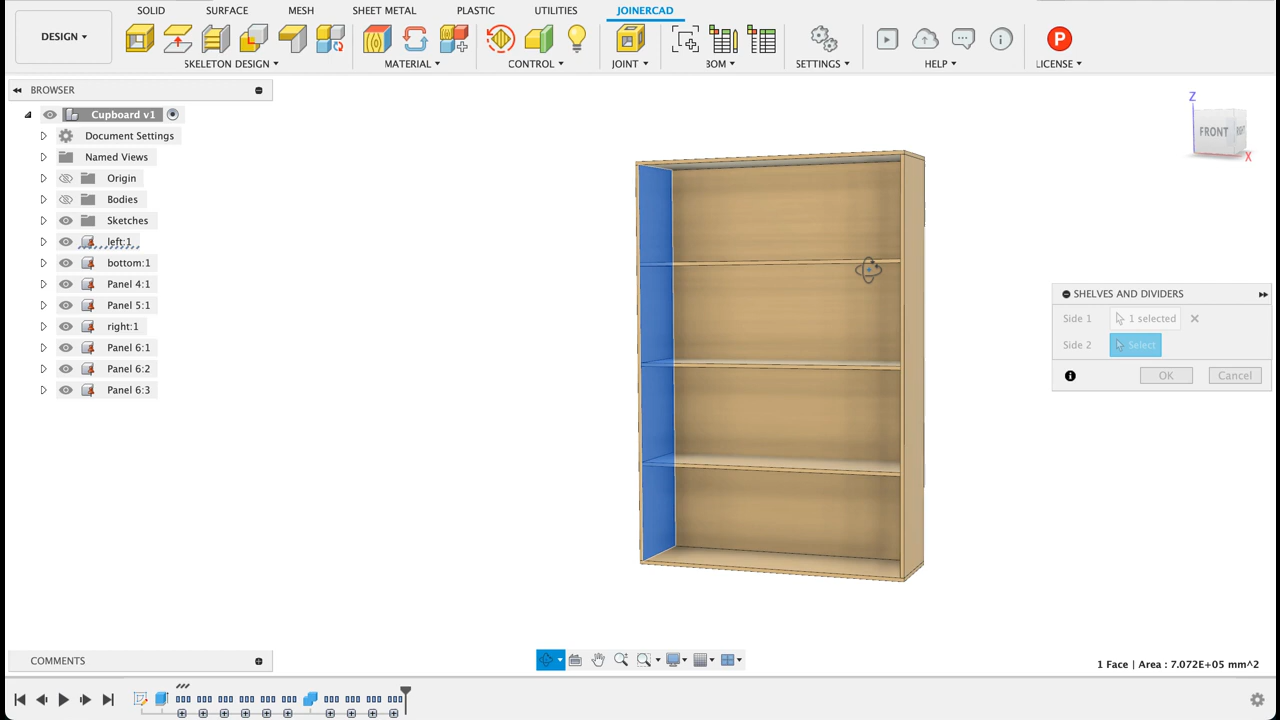 SOLID SURFACE MESH SHEET METAL PLASTIC UTILITIES JOINERCAD
DESIGN
SKELETON DESIGN MATERIAL CONTROL JOINT BOM SETTINGS HELP LICENSE
P
BROWSER
Cupboard v1
Document Settings
Named Views
Origin
Bodies
Sketches
left:1
bottom:1
Panel 4:1
Panel 5:1
right:1
Panel 6:1
Panel 6:2
Panel 6:3
Z
FRONT RIGHT
X
SHELVES AND DIVIDERS
Side 1 1 selected
Side 2 Select
OK Cancel
COMMENTS
1 Face | Area : 7.072E+05 mm^2